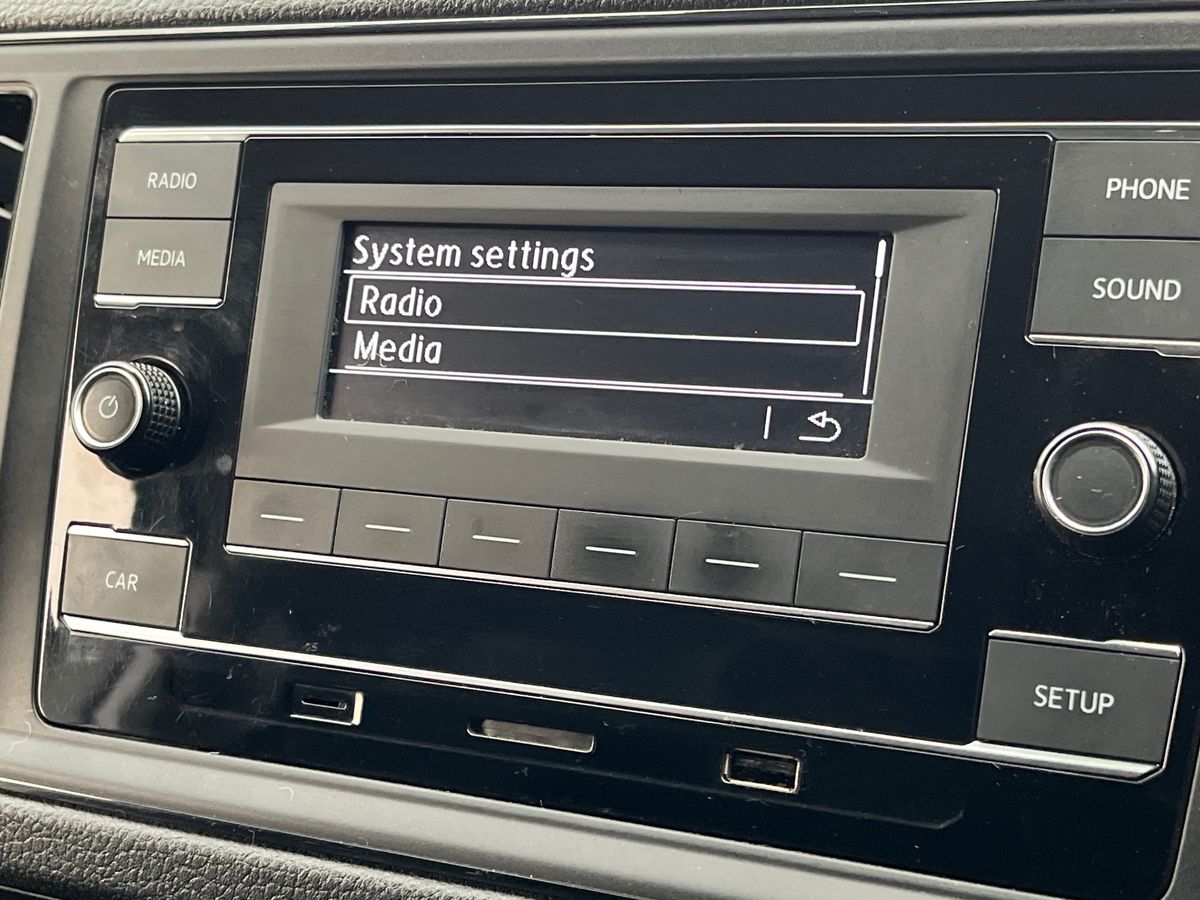 RADIO
PHONE
MEDIA
SOUND
System settings
Radio
Media
CAR
SETUP